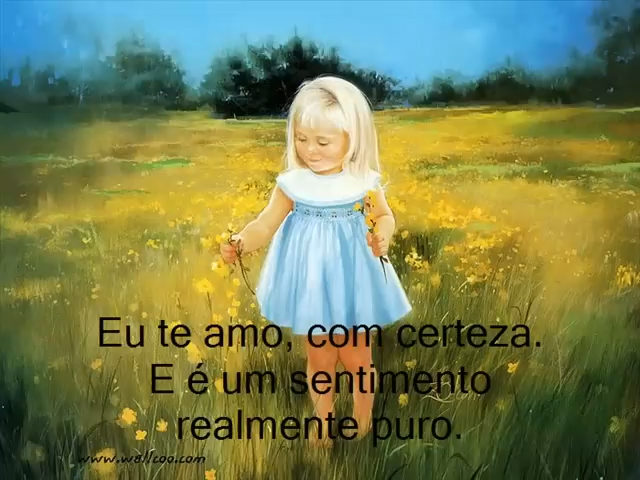 Eu te amo, com certeza.
E é um sentimento
realmente puro.
www.wallcoo.com